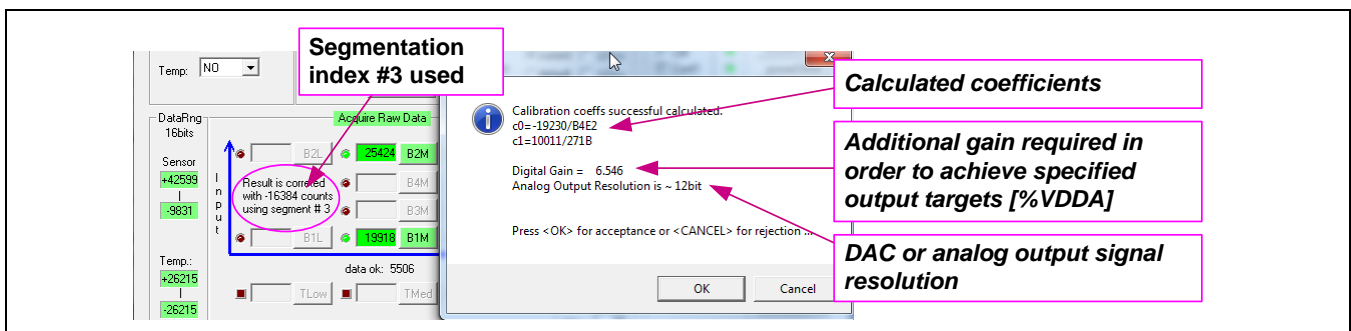 Segmentation
index #3 used
Temp: NO
DataRng
16bits
Acquire Raw Data
Sensor
+42599
-9831
Input
B2L
25424 B2M
Result is correted
with -16384 counts
using segment # 3
B4M
B3M
B1L
19918 B1M
Temp.:
+26215
-26215
data ok: 5506
TLow
TMed
Calibration coeffs successful calculated.
c0=-19230/B4E2
c1=10011/271B
Digital Gain = 6.546
Analog Output Resolution is ~ 12bit
Press <OK> for acceptance or <CANCEL> for rejection ...
OK
Cancel
Calculated coefficients
Additional gain required in
order to achieve specified
output targets [%VDDA]
DAC or analog output signal
resolution